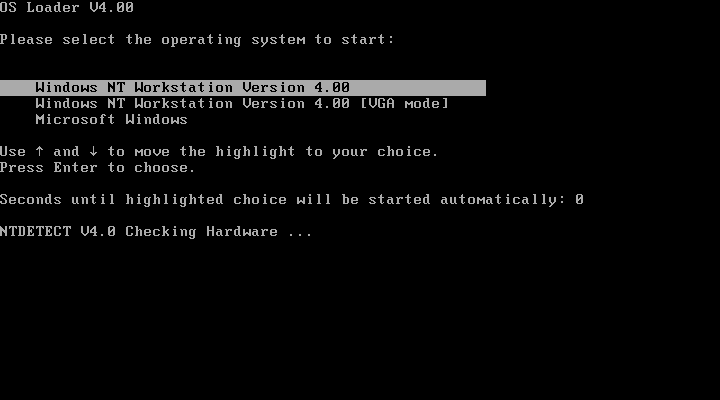 OS Loader V4.00
Please select the operating system to start:
Windows NT Workstation Version 4.00
Windows NT Workstation Version 4.00 [VGA mode]
Microsoft Windows
Use ↑ and ↓ to move the highlight to your choice.
Press Enter to choose.
Seconds until highlighted choice will be started automatically: 0
NTDETECT V4.0 Checking Hardware ...